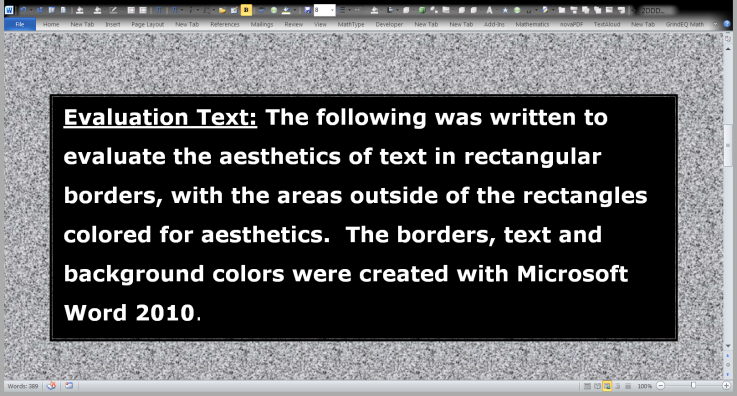 W 8 2000...
File Home New Tab Insert Page Layout New Tab References Mailings Review View MathType Developer New Tab New Tab Add-Ins Mathematics novaPDF TextAloud New Tab GrindEQ Math
Evaluation Text: The following was written to
evaluate the aesthetics of text in rectangular
borders, with the areas outside of the rectangles
colored for aesthetics.  The borders, text and
background colors were created with Microsoft
Word 2010.
Words: 389 100%